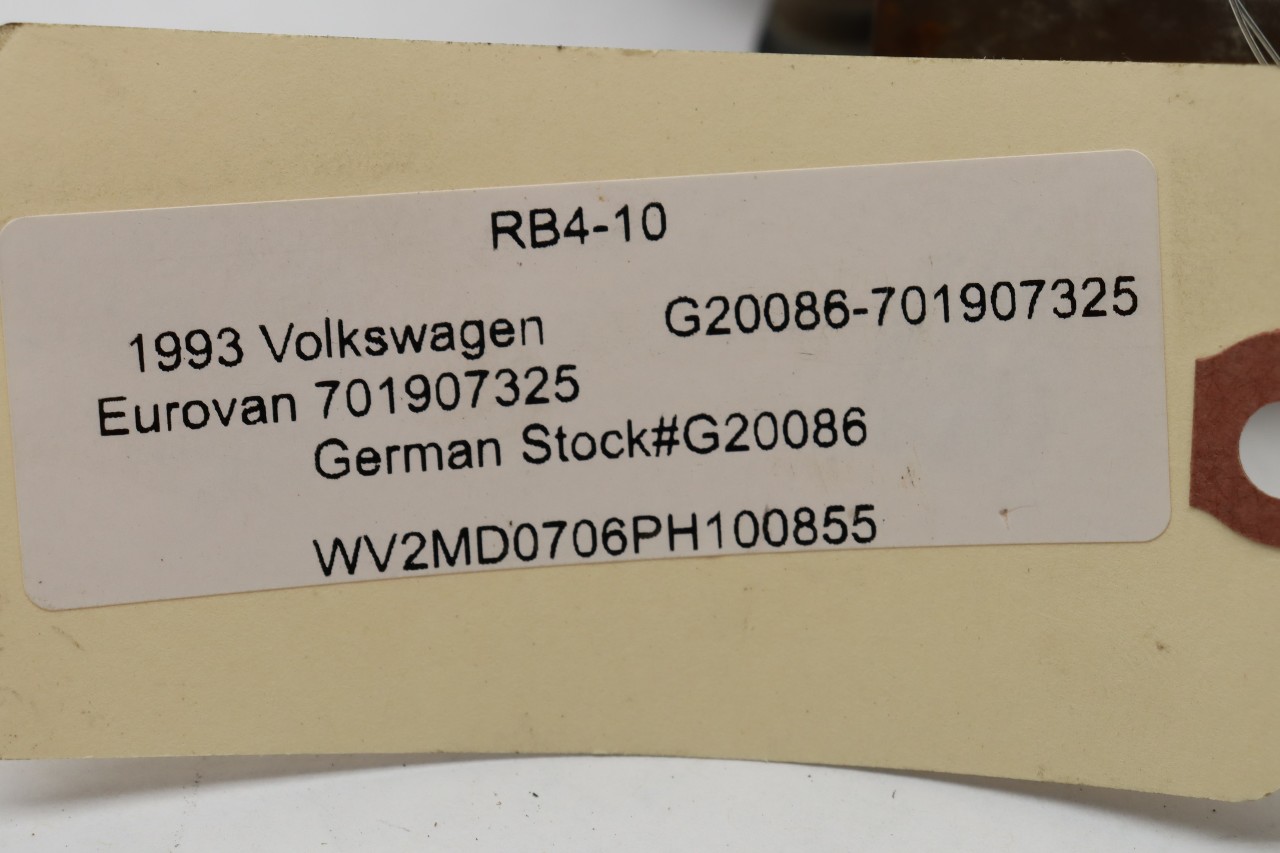 RB4-10
1993 Volkswagen G20086-701907325
Eurovan 701907325
German Stock#G20086
WV2MD0706PH100855